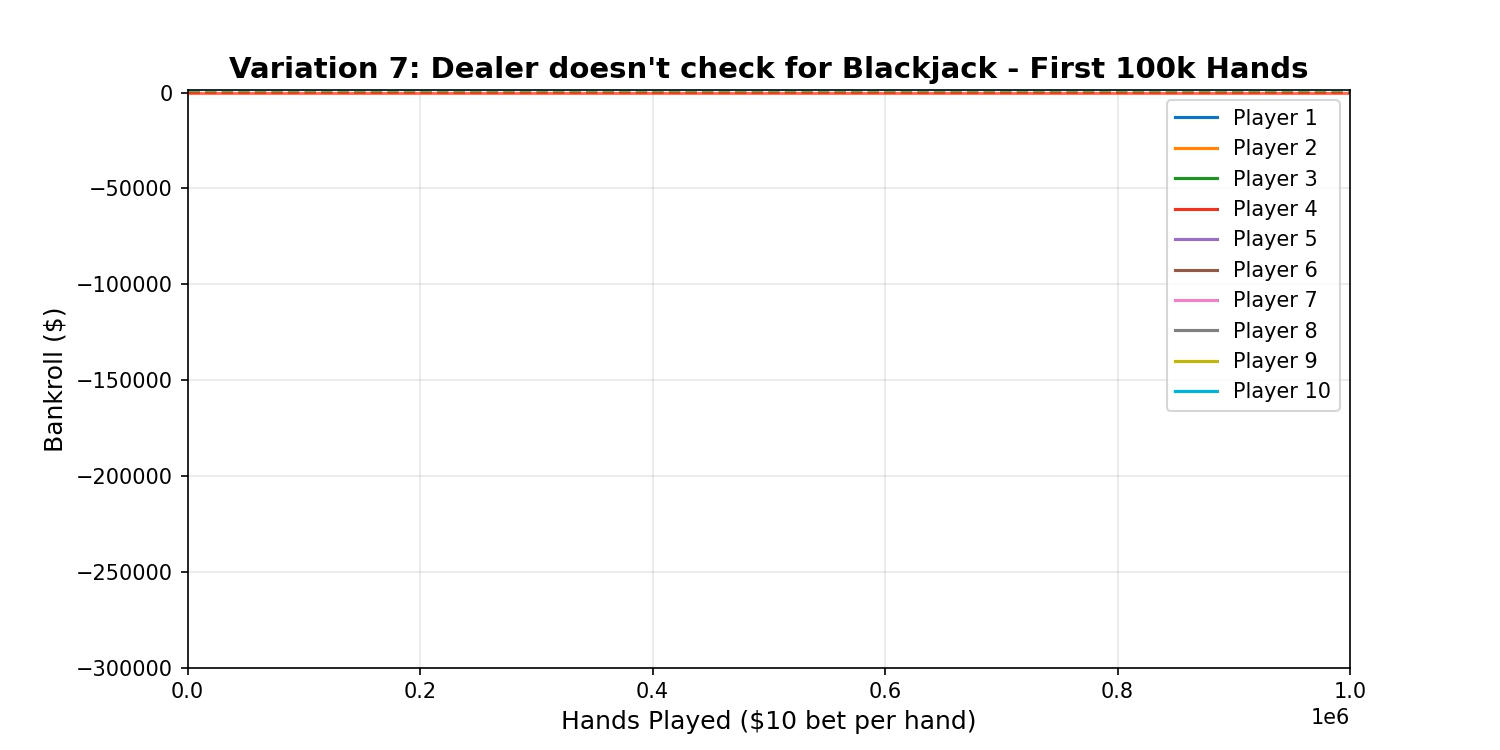 Variation 7: Dealer doesn't check for Blackjack - First 100k Hands
0
−50000
−100000
−150000
−200000
−250000
−300000
Bankroll ($)
Player 1
Player 2
Player 3
Player 4
Player 5
Player 6
Player 7
Player 8
Player 9
Player 10
0.0 0.2 0.4 0.6 0.8 1.0
1e6
Hands Played ($10 bet per hand)